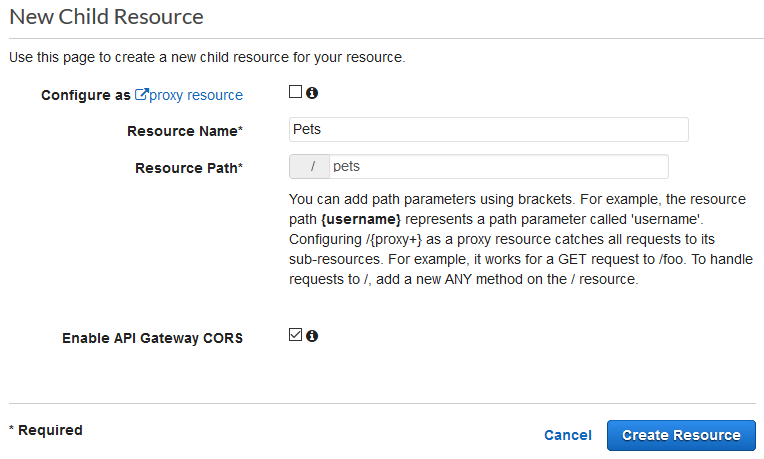 New Child Resource
Use this page to create a new child resource for your resource.
Configure as proxy resource
Resource Name* Pets
Resource Path* / pets
You can add path parameters using brackets. For example, the resource
path {username} represents a path parameter called 'username'.
Configuring /{proxy+} as a proxy resource catches all requests to its
sub-resources. For example, it works for a GET request to /foo. To handle
requests to /, add a new ANY method on the / resource.
Enable API Gateway CORS
* Required
Cancel Create Resource